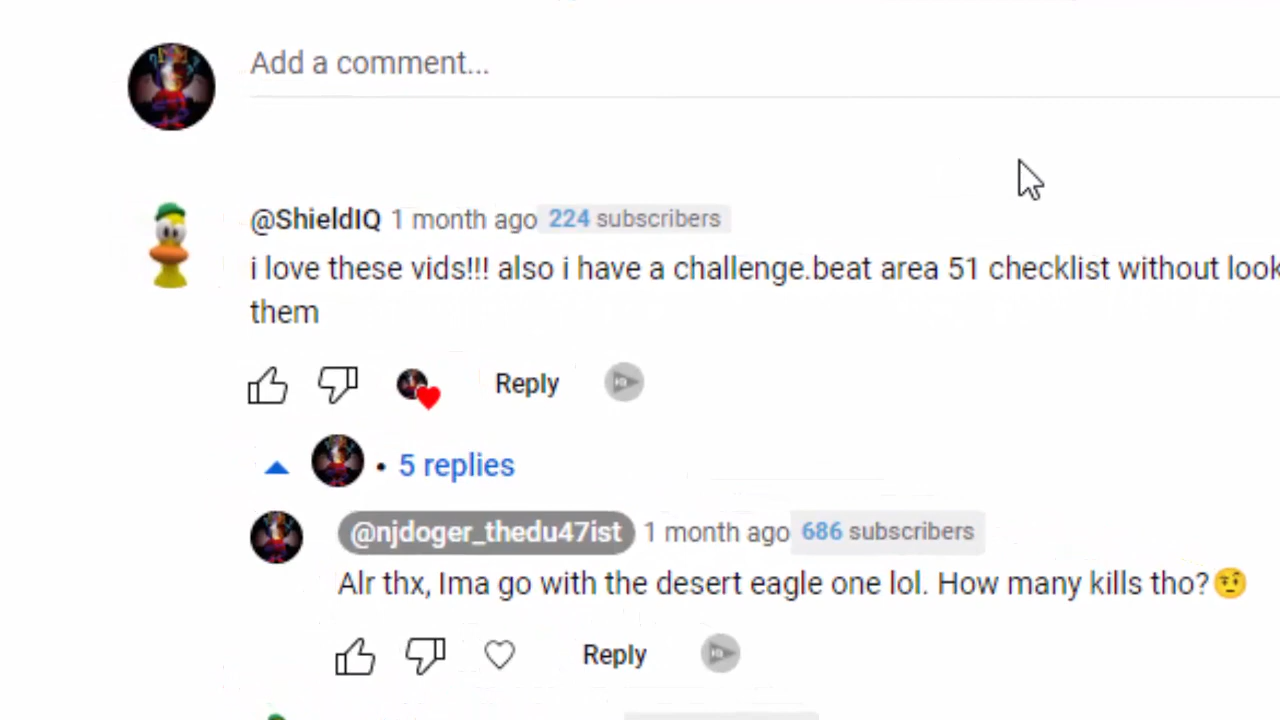 Add a comment...
@ShieldIQ 1 month ago 224 subscribers
i love these vids!!! also i have a challenge.beat area 51 checklist without look
them
Reply
5 replies
@njdoger_thedu47ist 1 month ago 686 subscribers
Alr thx, Ima go with the desert eagle one lol. How many kills tho?🤨
Reply